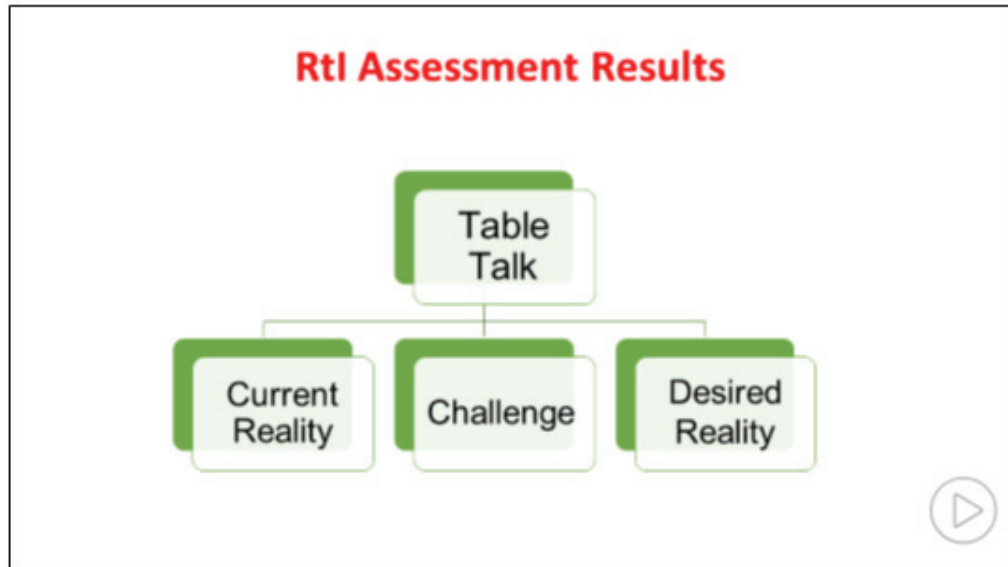 RtI Assessment Results
Table
Talk
Current
Reality
Challenge
Desired
Reality